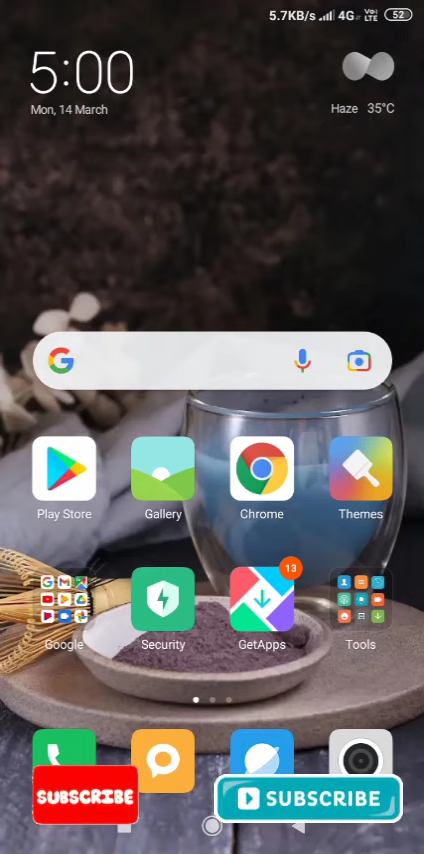 5.7KB/s 4G Vo) LTE 52
5:00
Mon, 14 March
Haze 35°C
Play Store Gallery Chrome Themes
13
Google Security GetApps Tools
SUBSCRIBE SUBSCRIBE